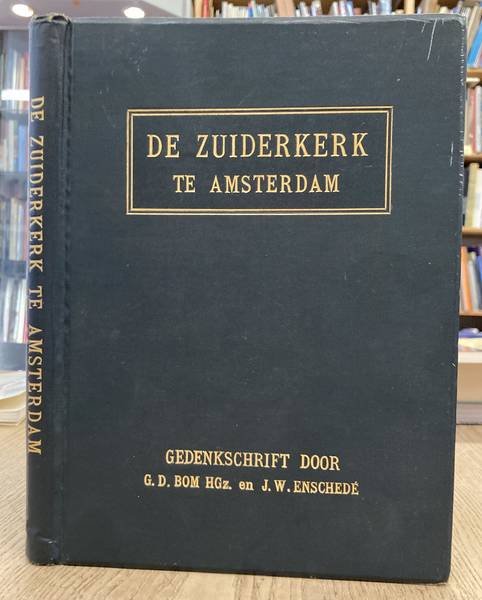 DE ZUIDERKERK TE AMSTERDAM
DE ZUIDERKERK
TE AMSTERDAM
GEDENKSCHRIFT DOOR
G. D. BOM HGz. en J. W. ENSCHEDÉ